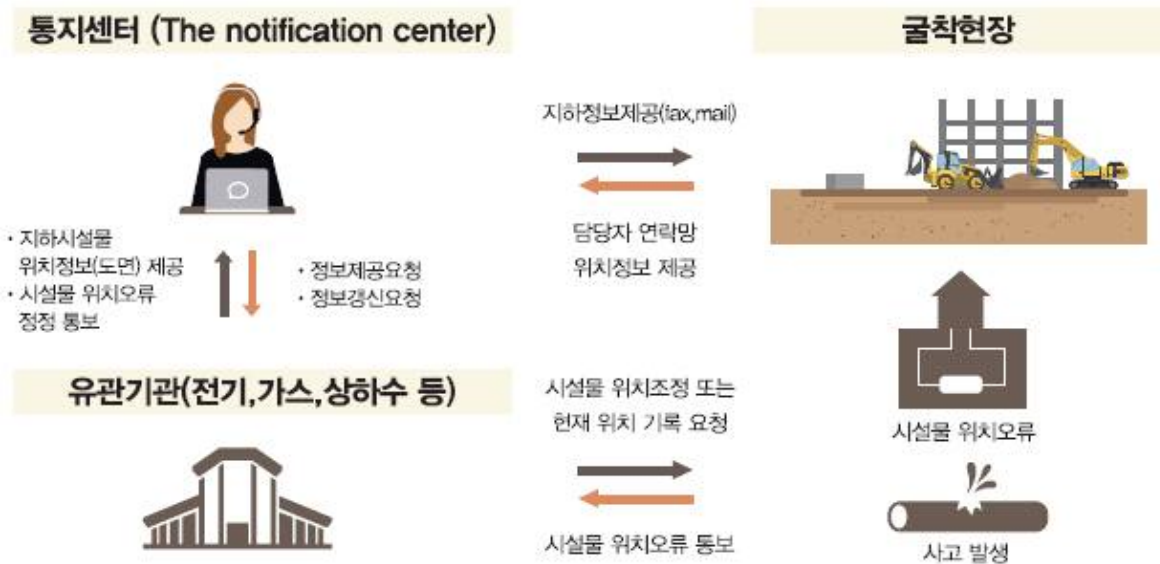 통지센터 (The notification center)
굴착현장
지하정보제공(fax,mail)
담당자 연락망
위치정보 제공
· 지하시설물
위치정보(도면) 제공
· 시설물 위치오류
정정 통보
· 정보제공요청
· 정보갱신요청
유관기관(전기,가스,상하수 등)
시설물 위치조정 또는
현재 위치 기록 요청
시설물 위치오류 통보
시설물 위치오류
사고 발생